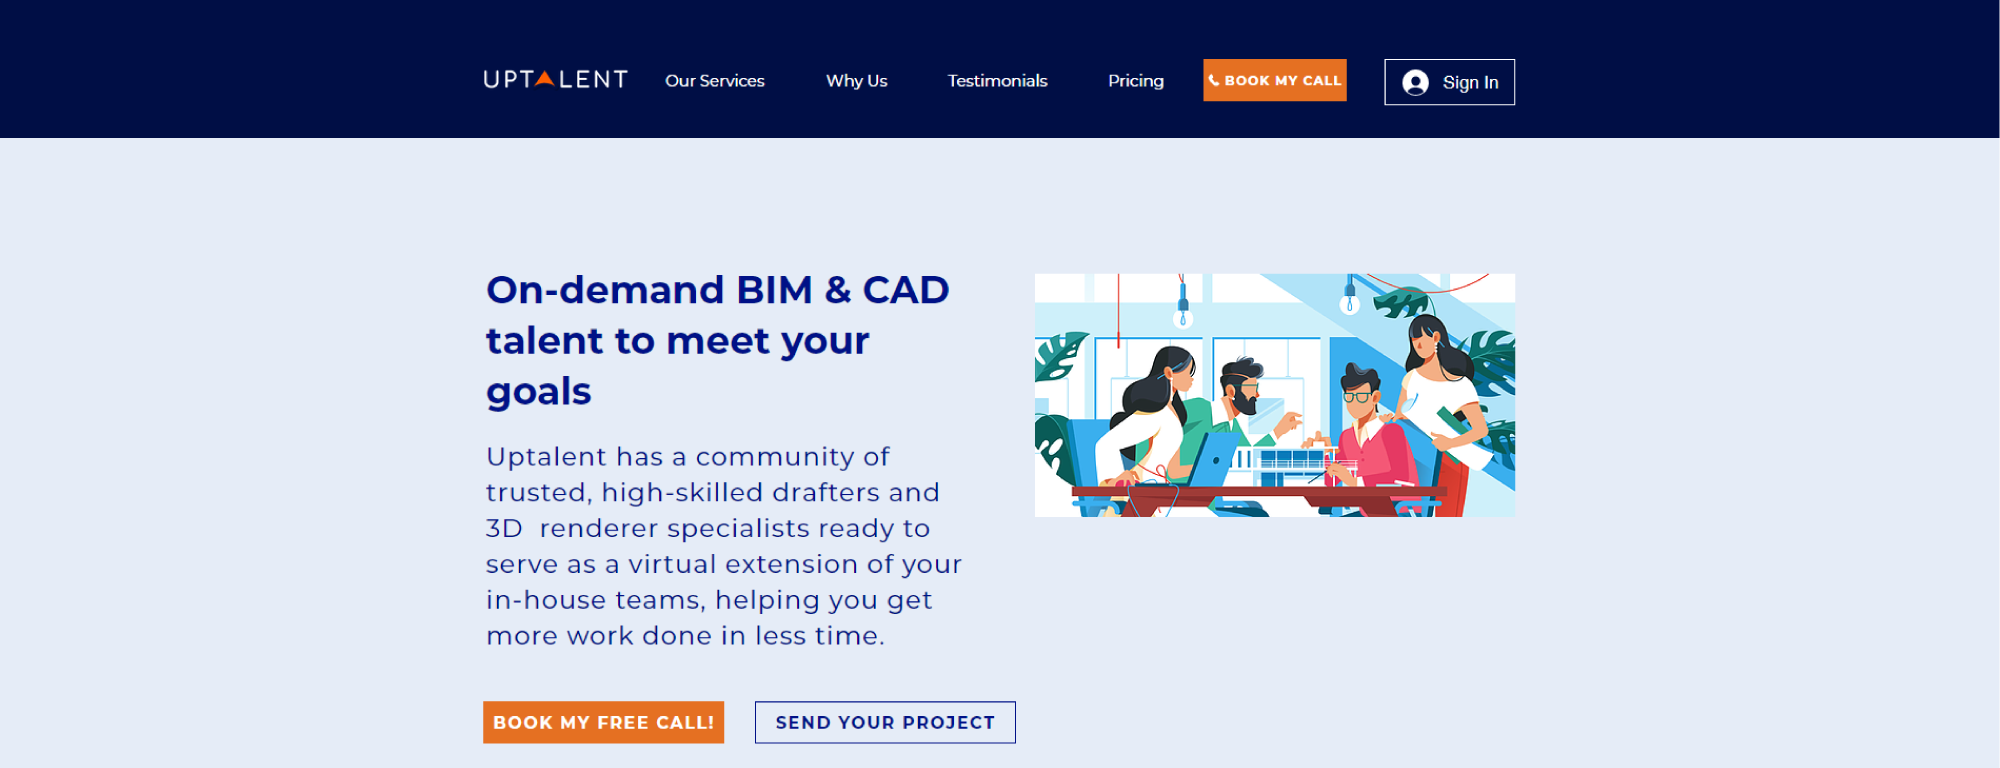 UPTALENT Our Services Why Us Testimonials Pricing BOOK MY CALL Sign In
On-demand BIM & CAD
talent to meet your
goals
Uptalent has a community of
trusted, high-skilled drafters and
3D  renderer specialists ready to
serve as a virtual extension of your
in-house teams, helping you get
more work done in less time.
BOOK MY FREE CALL! SEND YOUR PROJECT